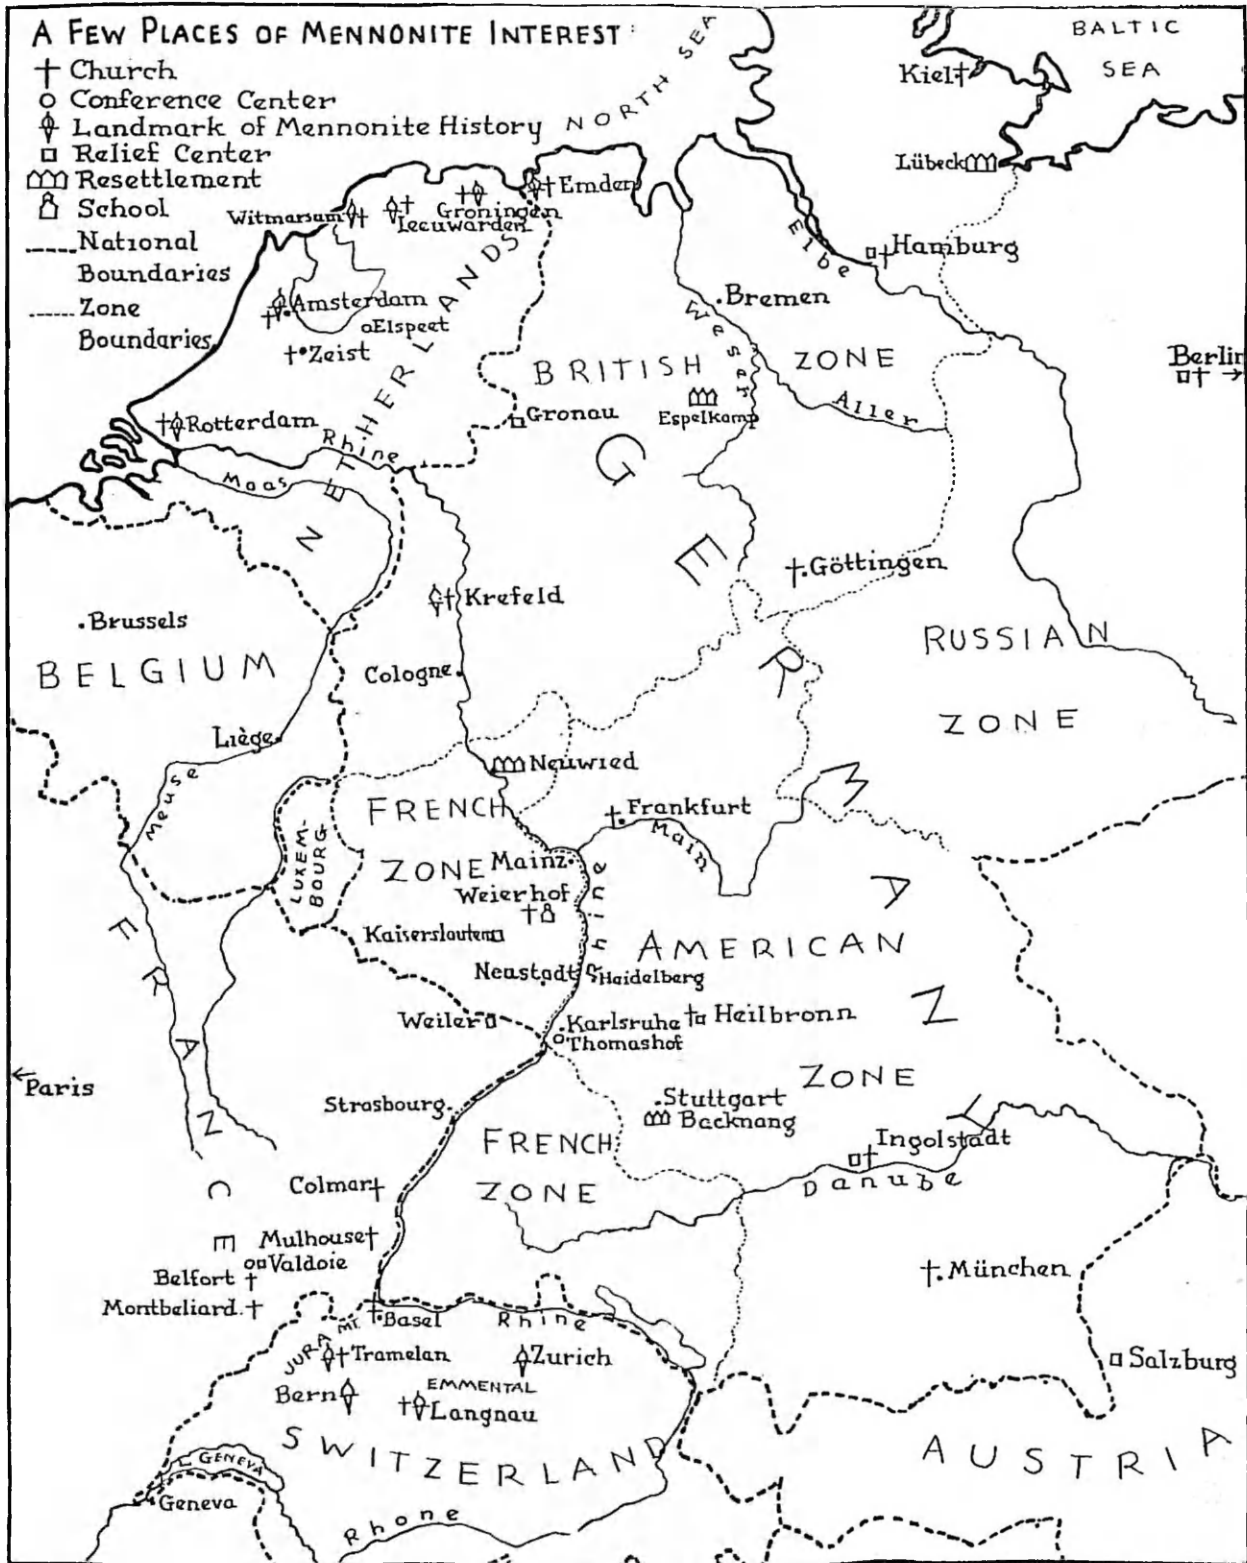 A FEW PLACES OF MENNONITE INTEREST:
Church
Conference Center
Landmark of Mennonite History
Relief Center
Resettlement
School
National
Boundaries
Zone
Boundaries
NORTH SEA
BALTIC
SEA
Kiel
Lübeck
Emden
Witmarsum
Groningen
Leeuwarden
Elbe
Hamburg
Amsterdam
Elspeet
Zeist
NETHERLANDS
Bremen
Weser
BRITISH
ZONE
Berlin
Espelkamp
Aller
Gronau
Rotterdam
Rhine
Maas
GERMANY
Göttingen
Krefeld
Brussels
BELGIUM
RUSSIAN
ZONE
Cologne
Liège
Meuse
Neuwied
FRENCH
ZONE
Frankfurt
Main
LUXEM-
BOURG
Mainz
Weierhof
Rhine
Kaiserslautern
AMERICAN
ZONE
Neustadt
Heidelberg
Weiler
Karlsruhe
Thomashof
Heilbronn
FRANCE
Paris
Strasbourg
Stuttgart
Backnang
FRENCH
ZONE
Ingolstadt
Danube
Colmar
Mulhouse
Valdoie
Belfort
Montbeliard
München
Basel
Rhine
JURA MT.
Tramelan
Zurich
Salzburg
Bern
EMMENTAL
Langnau
SWITZERLAND
AUSTRIA
L. GENEVA
Geneva
Rhone